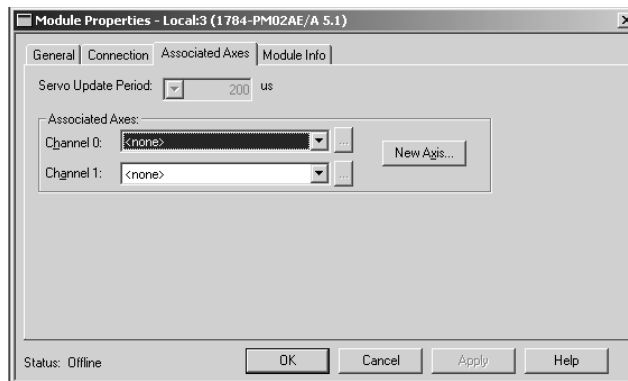 Module Properties - Local:3 (1784-PM02AE/A 5.1)
General Connection Associated Axes Module Info
Servo Update Period: 200 us
Associated Axes:
Channel 0: <none> ...
New Axis...
Channel 1: <none> ...
Status: Offline OK Cancel Apply Help